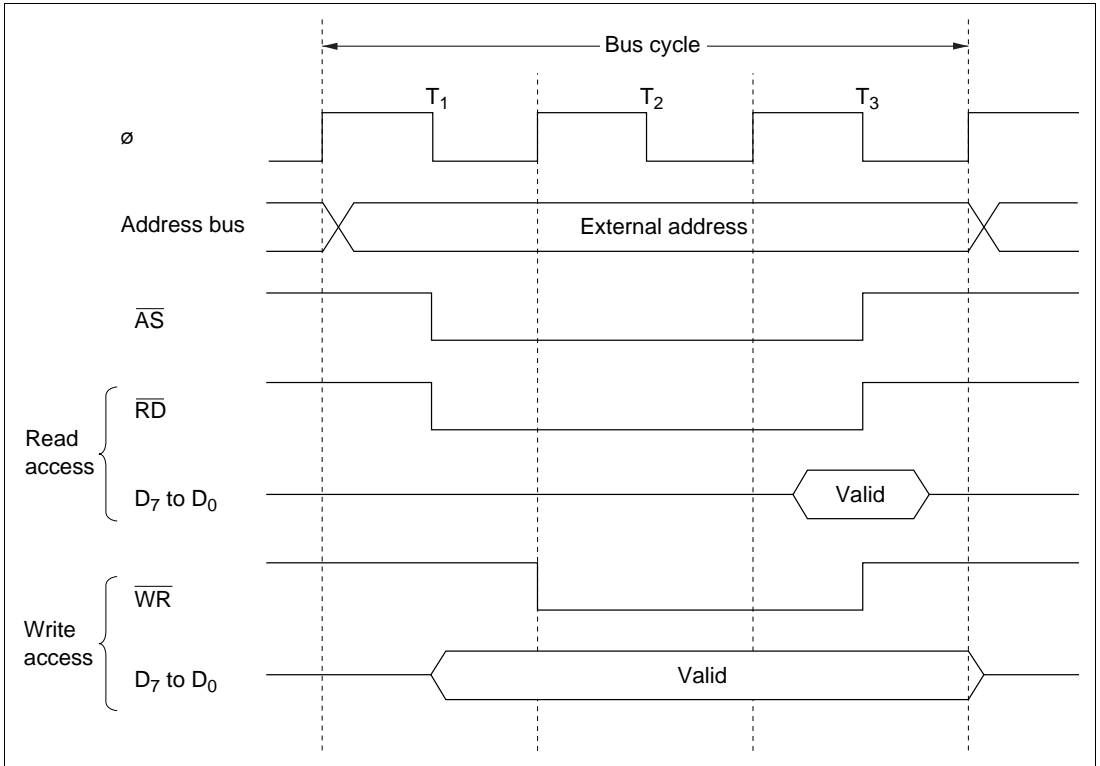 Bus cycle
T1 T2 T3
ø
Address bus External address
AS
Read access
RD
D7 to D0 Valid
Write access
WR
D7 to D0 Valid